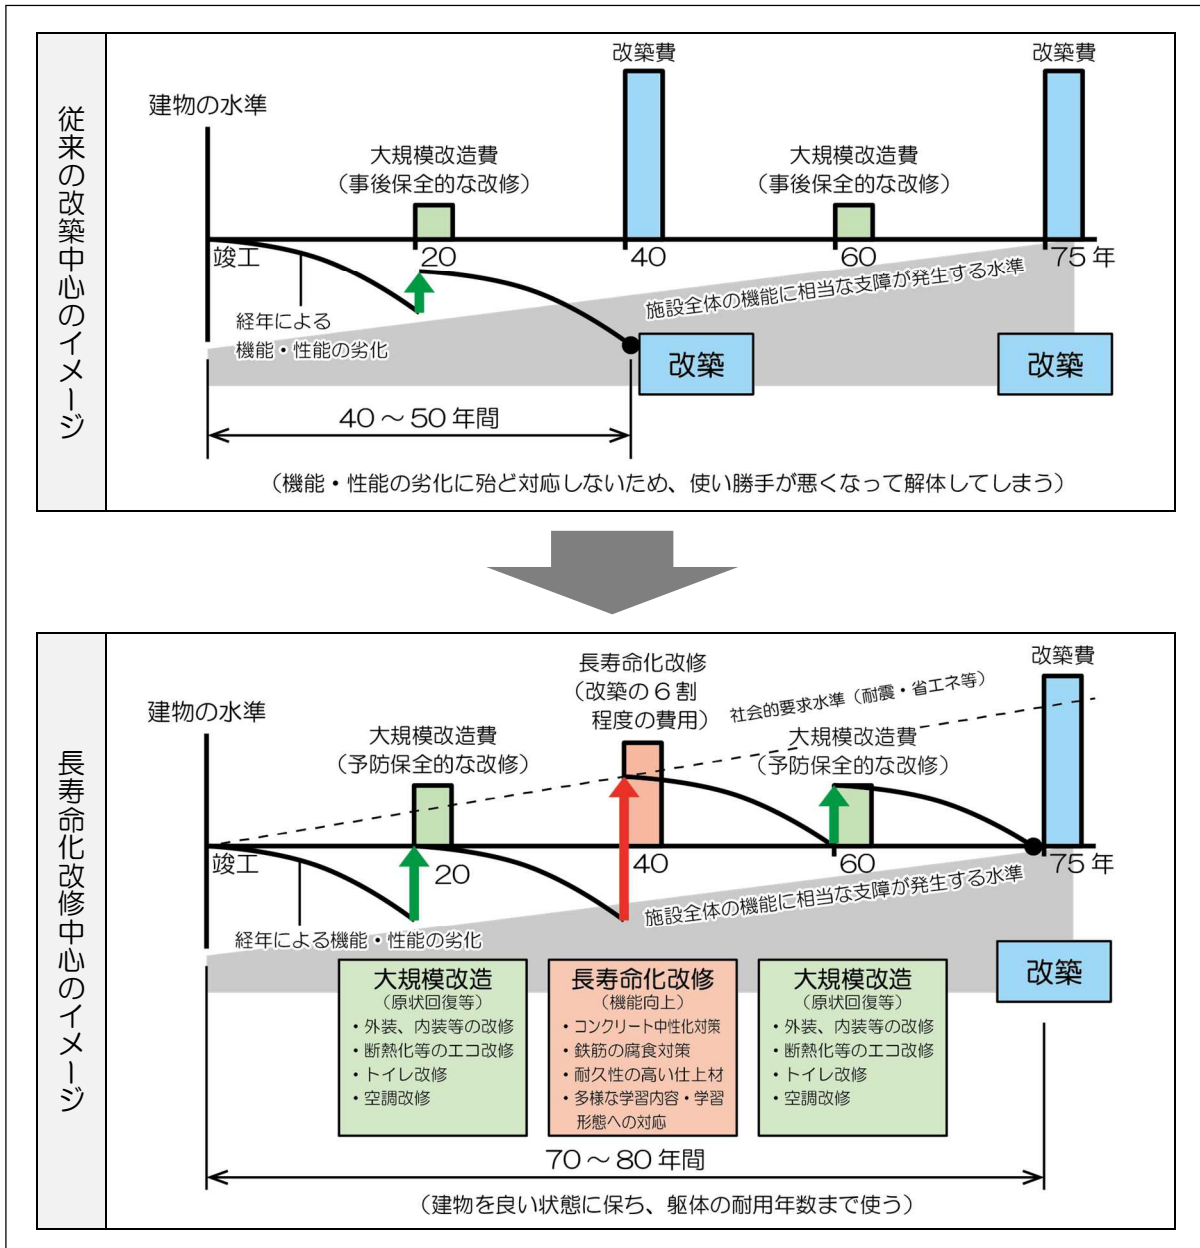 従来の改築中心のイメージ
改築費
改築費
建物の水準
大規模改造費
(事後保全的な改修)
大規模改造費
(事後保全的な改修)
竣工
20
40
60
75 年
施設全体の機能に相当な支障が発生する水準
経年による
機能・性能の劣化
改築
改築
40～50 年間
(機能・性能の劣化に殆ど対応しないため、使い勝手が悪くなって解体してしまう)
長寿命化改修中心のイメージ
長寿命化改修
(改築の6割
程度の費用)
改築費
社会的要求水準(耐震・省エネ等)
建物の水準
大規模改造費
(予防保全的な改修)
大規模改造費
(予防保全的な改修)
竣工
20
40
60
75 年
施設全体の機能に相当な支障が発生する水準
経年による機能・性能の劣化
改築
大規模改造
(原状回復等)
・外装、内装等の改修
・断熱化等のエコ改修
・トイレ改修
・空調改修
長寿命化改修
(機能向上)
・コンクリート中性化対策
・鉄筋の腐食対策
・耐久性の高い仕上材
・多様な学習内容・学習
形態への対応
大規模改造
(原状回復等)
・外装、内装等の改修
・断熱化等のエコ改修
・トイレ改修
・空調改修
70～80 年間
(建物を良い状態に保ち、躯体の耐用年数まで使う)